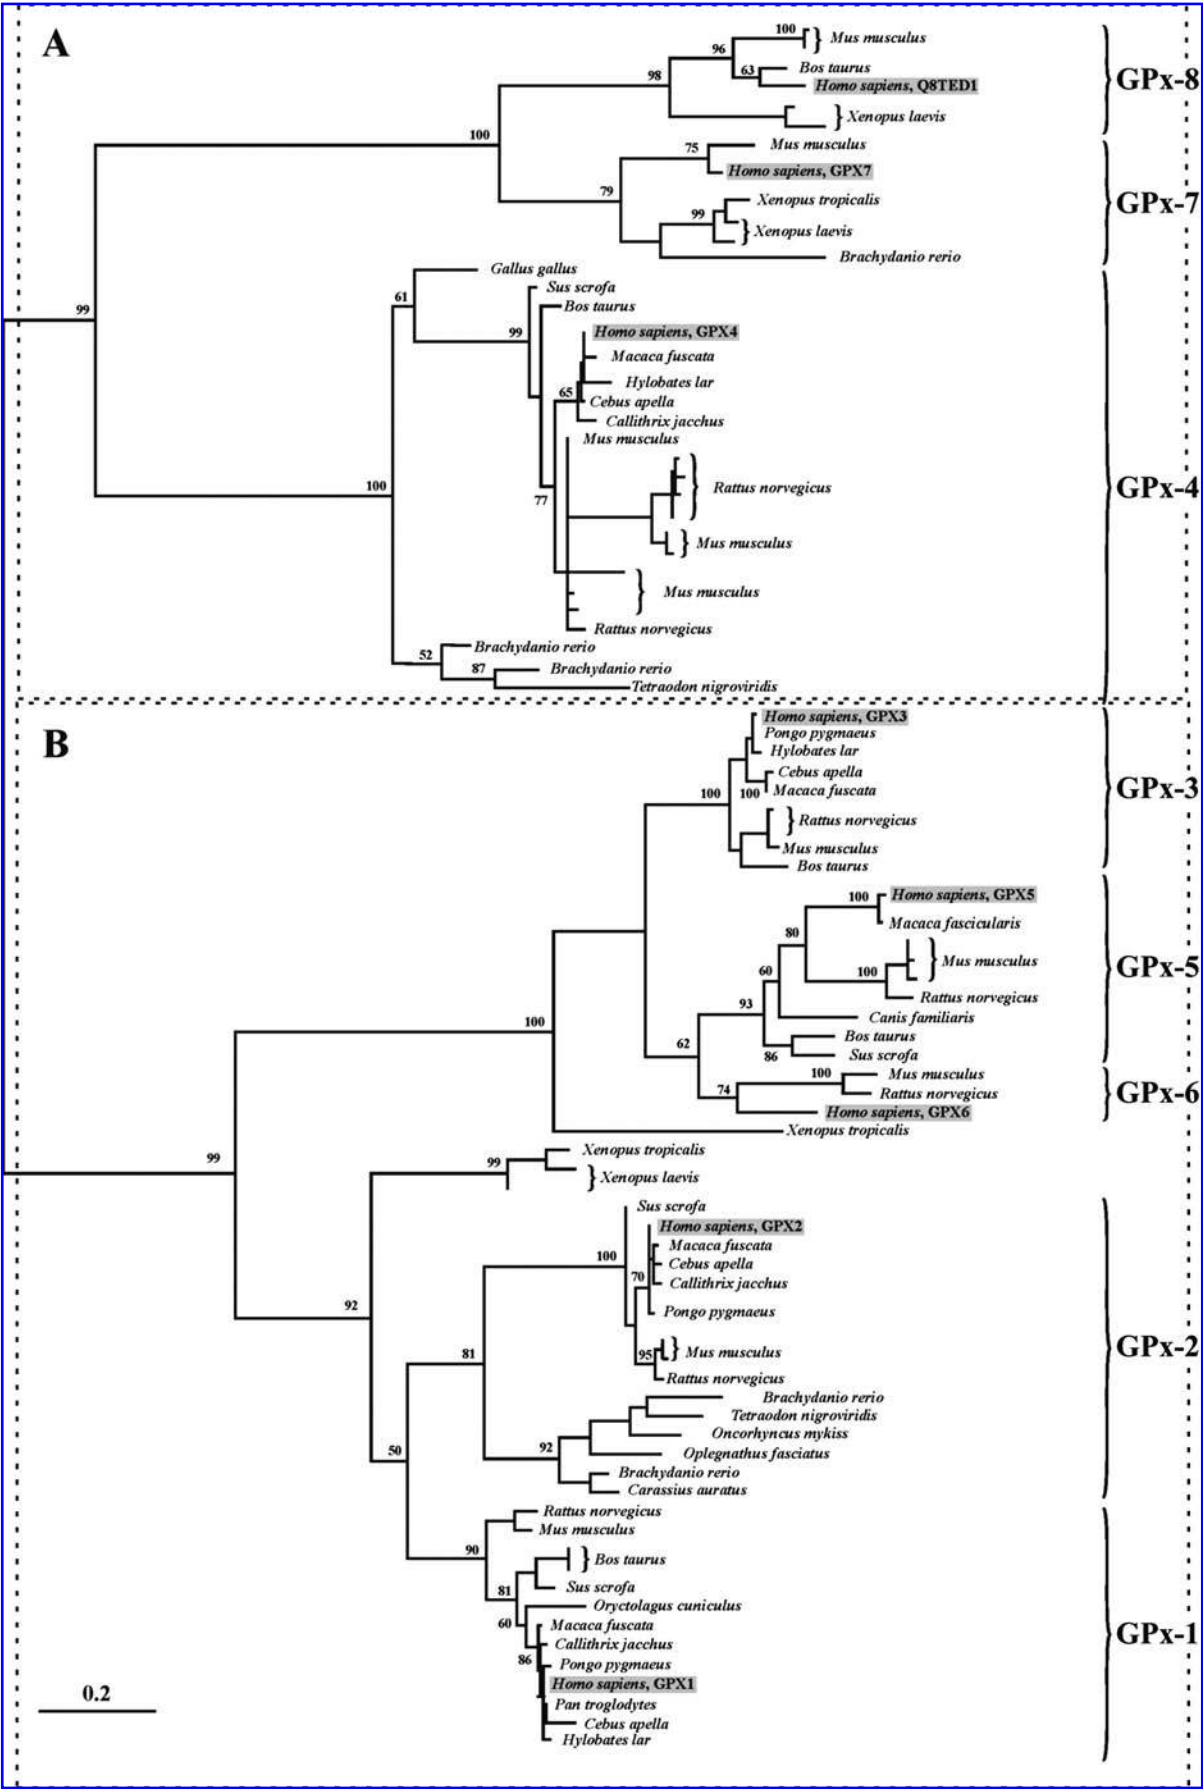 A
100
} Mus musculus
96
Bos taurus
63
Homo sapiens, Q8TED1
98
GPx-8
} Xenopus laevis
100
75
Mus musculus
Homo sapiens, GPX7
79
Xenopus tropicalis
99
} Xenopus laevis
GPx-7
Brachydanio rerio
99
Gallus gallus
61
Sus scrofa
Bos taurus
99
Homo sapiens, GPX4
Macaca fuscata
Hylobates lar
65
Cebus apella
Callithrix jacchus
Mus musculus
100
77
} Rattus norvegicus
GPx-4
} Mus musculus
} Mus musculus
Rattus norvegicus
Brachydanio rerio
52
87
Brachydanio rerio
Tetraodon nigroviridis
B
Homo sapiens, GPX3
Pongo pygmaeus
Hylobates lar
Cebus apella
100
100
Macaca fuscata
GPx-3
} Rattus norvegicus
Mus musculus
Bos taurus
100
Homo sapiens, GPX5
Macaca fascicularis
80
} Mus musculus
60
100
GPx-5
Rattus norvegicus
93
Canis familiaris
100
Bos taurus
62
86
Sus scrofa
100
Mus musculus
74
Rattus norvegicus
GPx-6
Homo sapiens, GPX6
Xenopus tropicalis
99
99
Xenopus tropicalis
} Xenopus laevis
Sus scrofa
Homo sapiens, GPX2
Macaca fuscata
100
Cebus apella
70
Callithrix jacchus
92
Pongo pygmaeus
81
95
} Mus musculus
GPx-2
Rattus norvegicus
Brachydanio rerio
Tetraodon nigroviridis
Oncorhyncus mykiss
50
92
Oplegnathus fasciatus
Brachydanio rerio
Carassius auratus
Rattus norvegicus
Mus musculus
90
} Bos taurus
81
Sus scrofa
Oryctolagus cuniculus
60
Macaca fuscata
GPx-1
Callithrix jacchus
86
Pongo pygmaeus
Homo sapiens, GPX1
0.2
Pan troglodytes
Cebus apella
Hylobates lar